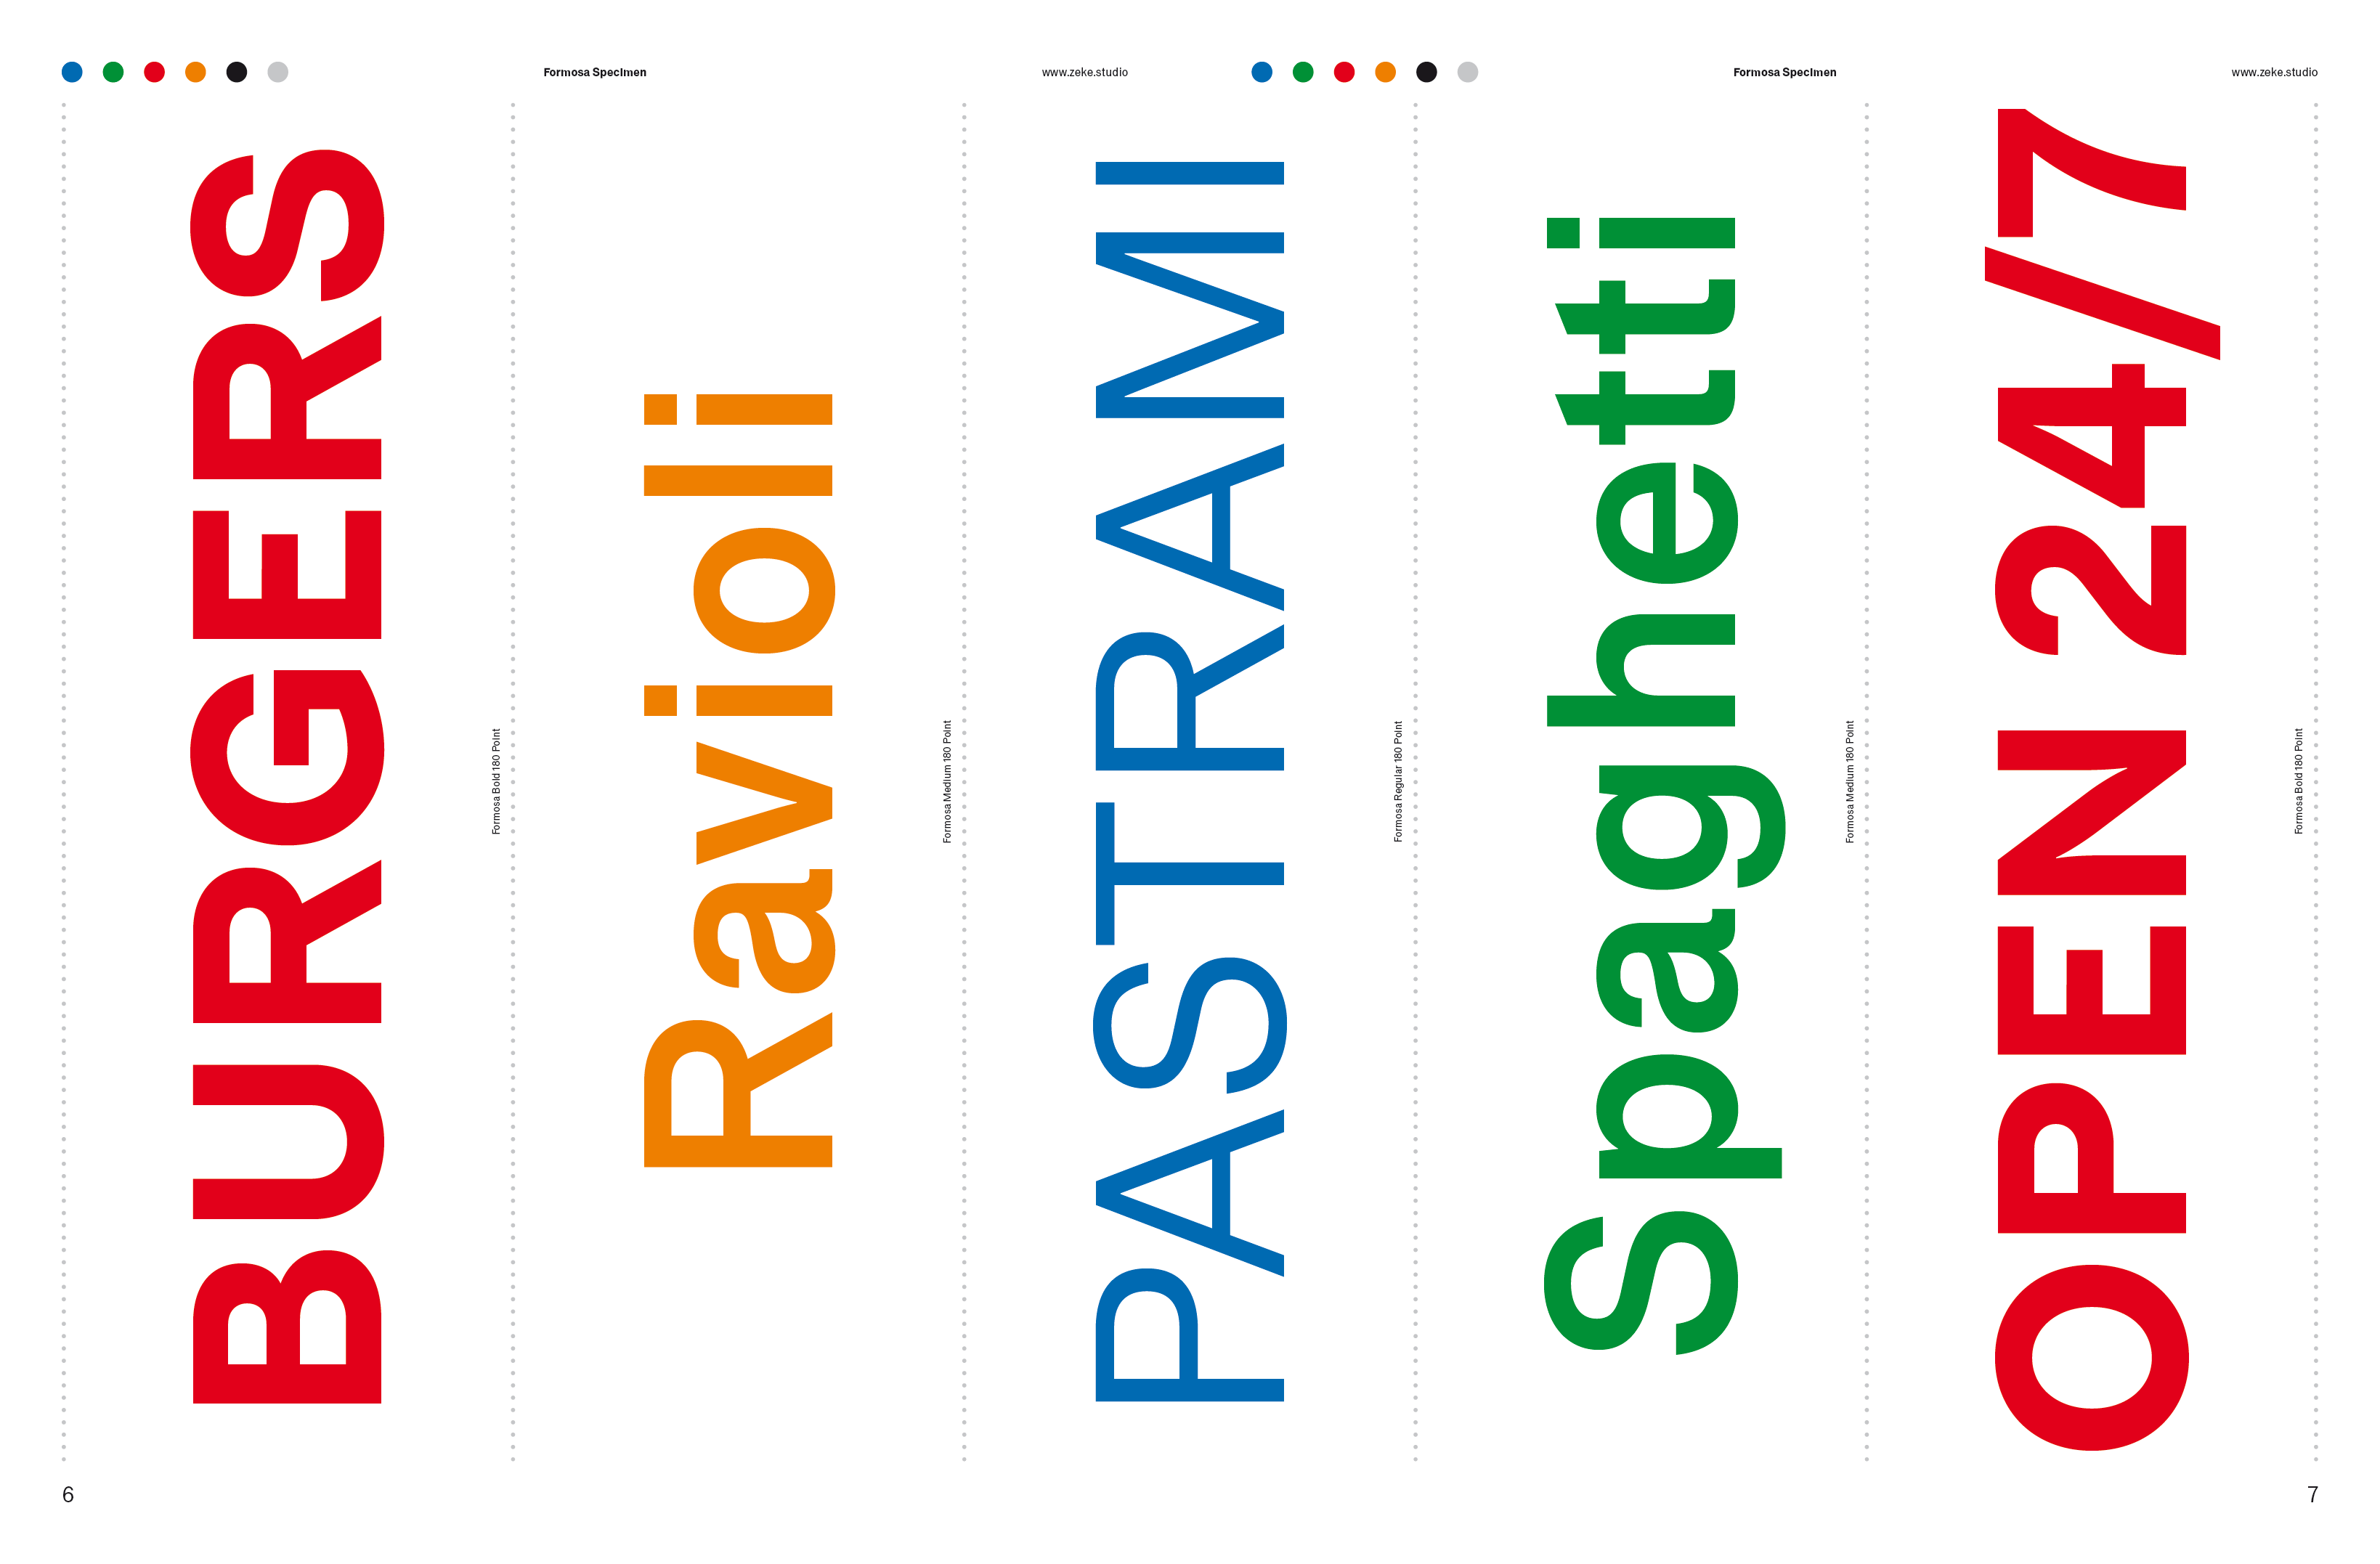 Formosa Specimen
www.zeke.studio
Formosa Specimen
www.zeke.studio
BURGERS
Formosa Bold 180 Point
Ravioli
Formosa Medium 180 Point
PASTRAMI
Formosa Regular 180 Point
Spaghetti
Formosa Medium 180 Point
OPEN 24/7
Formosa Bold 180 Point
6
7